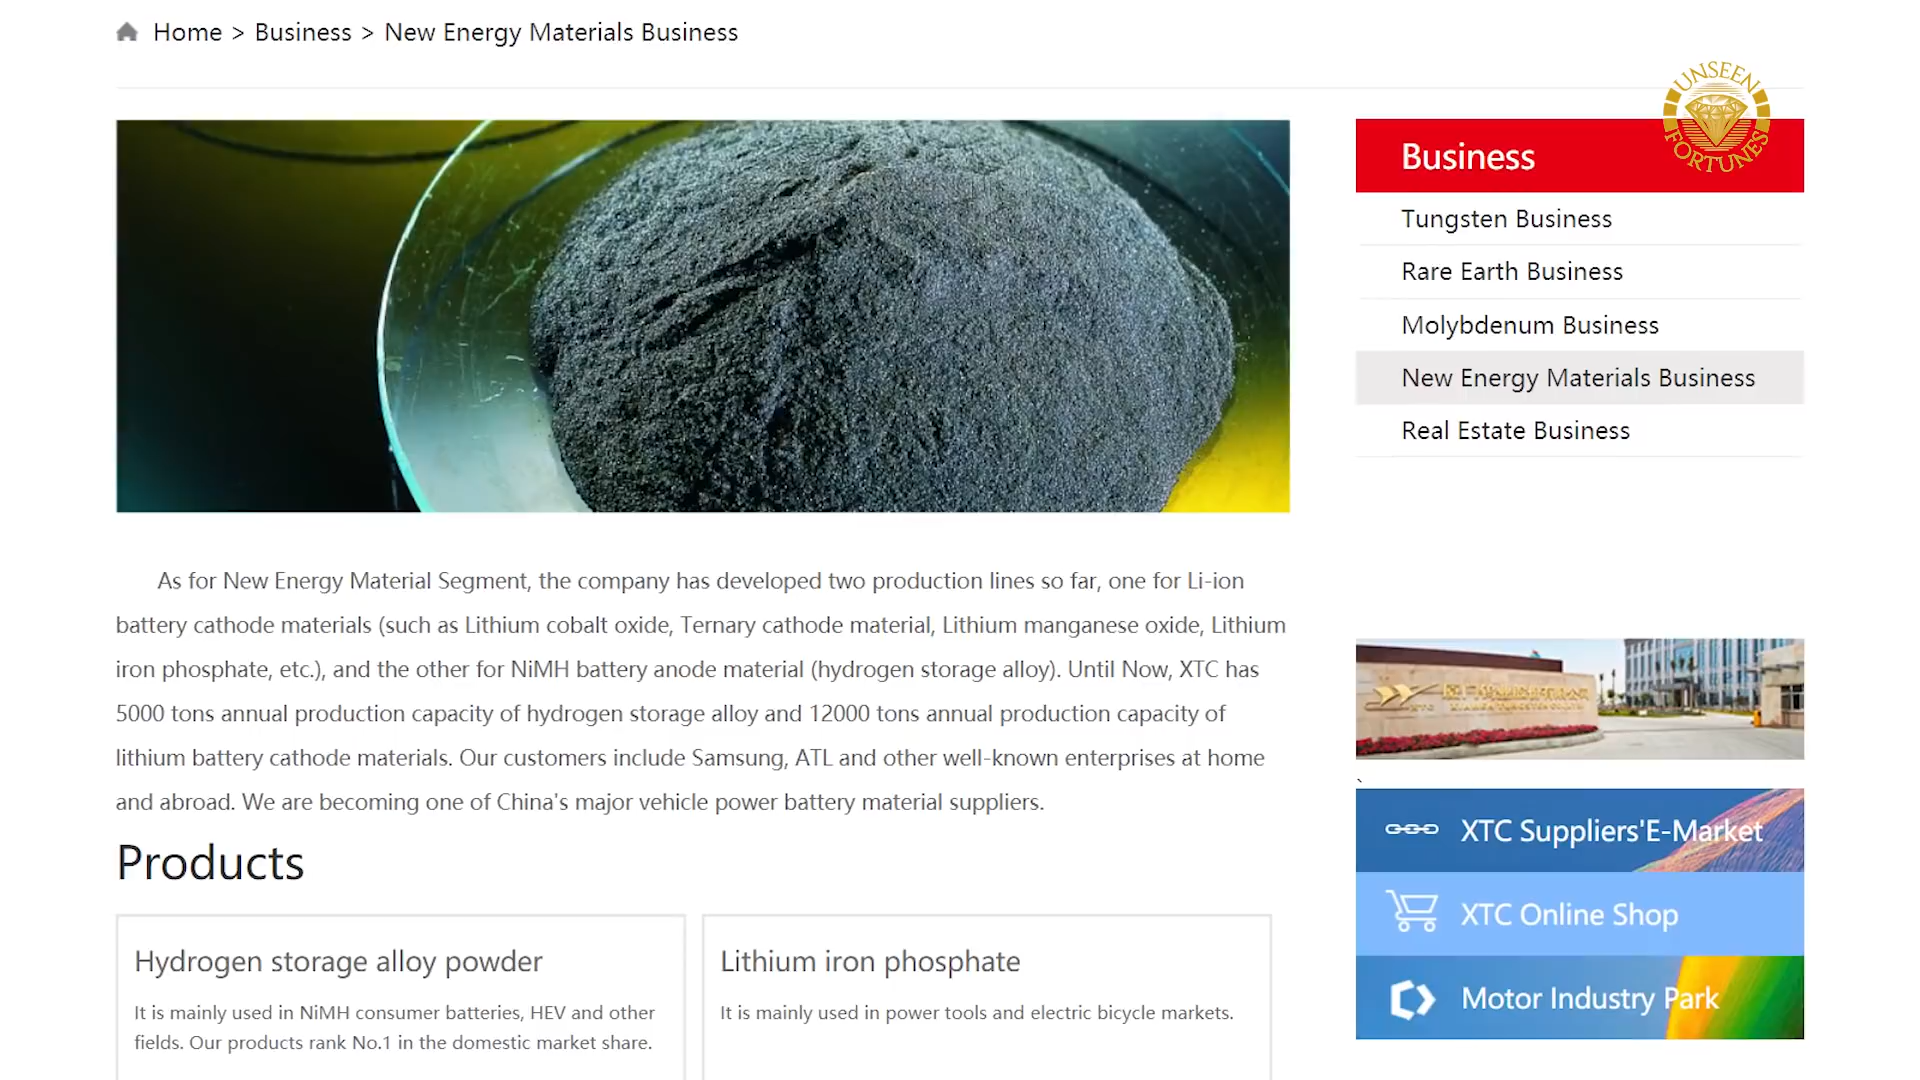 Home > Business > New Energy Materials Business
UNSEEN
FORTUNES
Business
Tungsten Business
Rare Earth Business
Molybdenum Business
New Energy Materials Business
Real Estate Business
As for New Energy Material Segment, the company has developed two production lines so far, one for Li-ion
battery cathode materials (such as Lithium cobalt oxide, Ternary cathode material, Lithium manganese oxide, Lithium
iron phosphate, etc.), and the other for NiMH battery anode material (hydrogen storage alloy). Until Now, XTC has
5000 tons annual production capacity of hydrogen storage alloy and 12000 tons annual production capacity of
lithium battery cathode materials. Our customers include Samsung, ATL and other well-known enterprises at home
and abroad. We are becoming one of China's major vehicle power battery material suppliers.
Products
Hydrogen storage alloy powder
It is mainly used in NiMH consumer batteries, HEV and other
fields. Our products rank No.1 in the domestic market share.
Lithium iron phosphate
It is mainly used in power tools and electric bicycle markets.
`
XTC Suppliers'E-Market
XTC Online Shop
Motor Industry Park